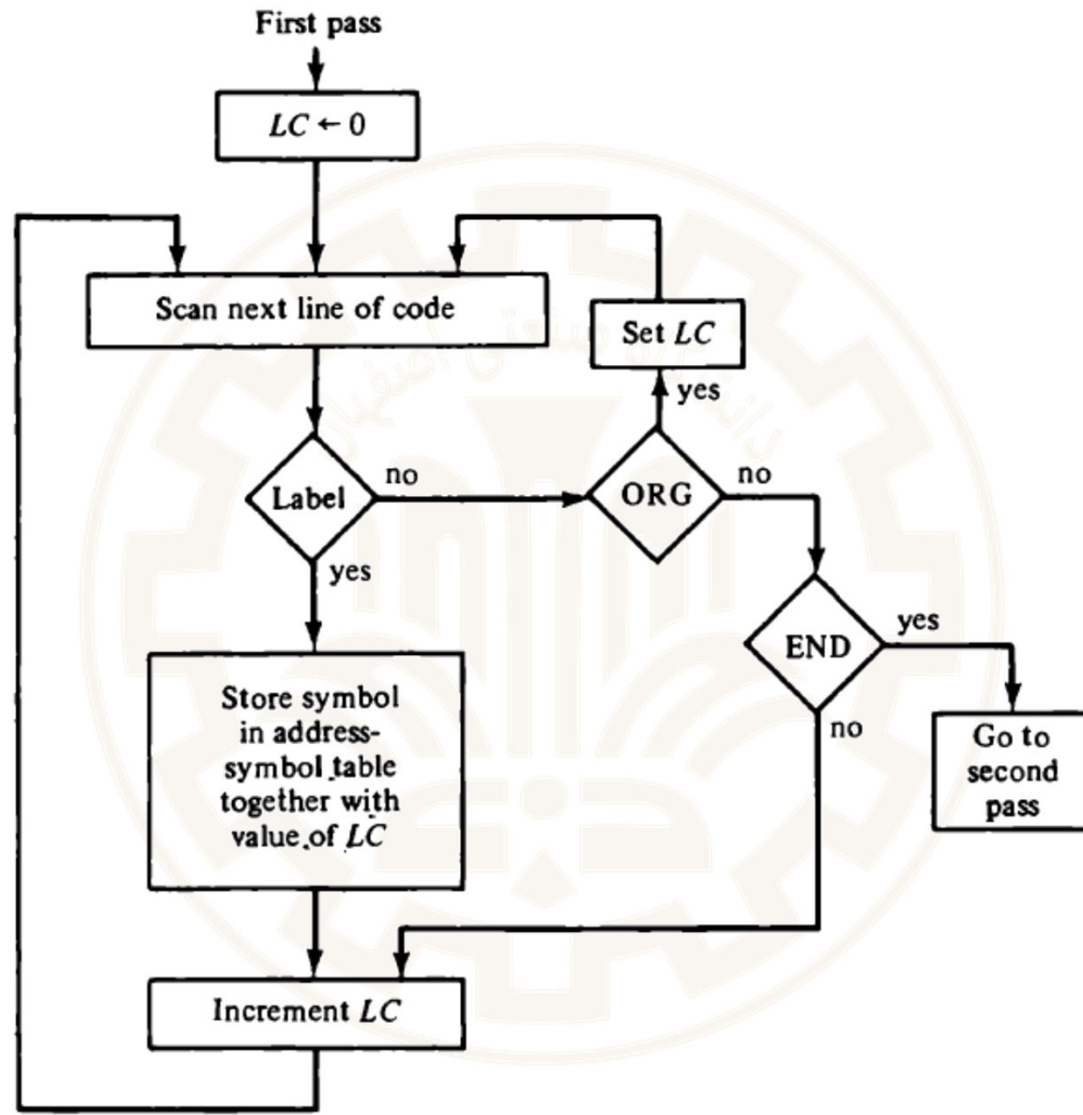 First pass
LC ← 0
Scan next line of code
Set LC
yes
Label
no
ORG
no
yes
END
yes
no
Store symbol
in address-
symbol table
together with
value of LC
Go to
second
pass
Increment LC